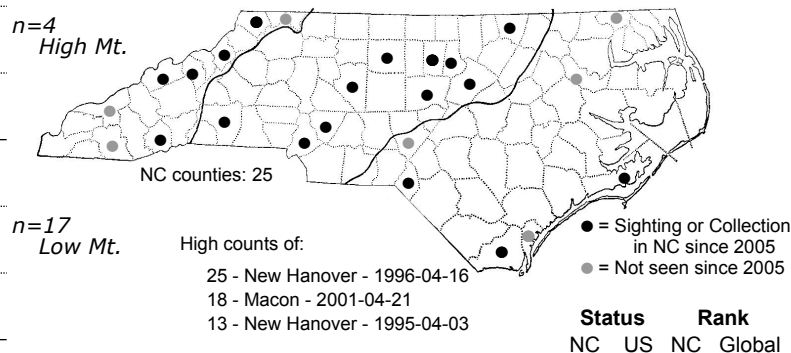 n=4
High Mt.
NC counties: 25
n=17
Low Mt.
High counts of:
25 - New Hanover - 1996-04-16
18 - Macon - 2001-04-21
13 - New Hanover - 1995-04-03
= Sighting or Collection
in NC since 2005
= Not seen since 2005
Status Rank
NC US NC Global